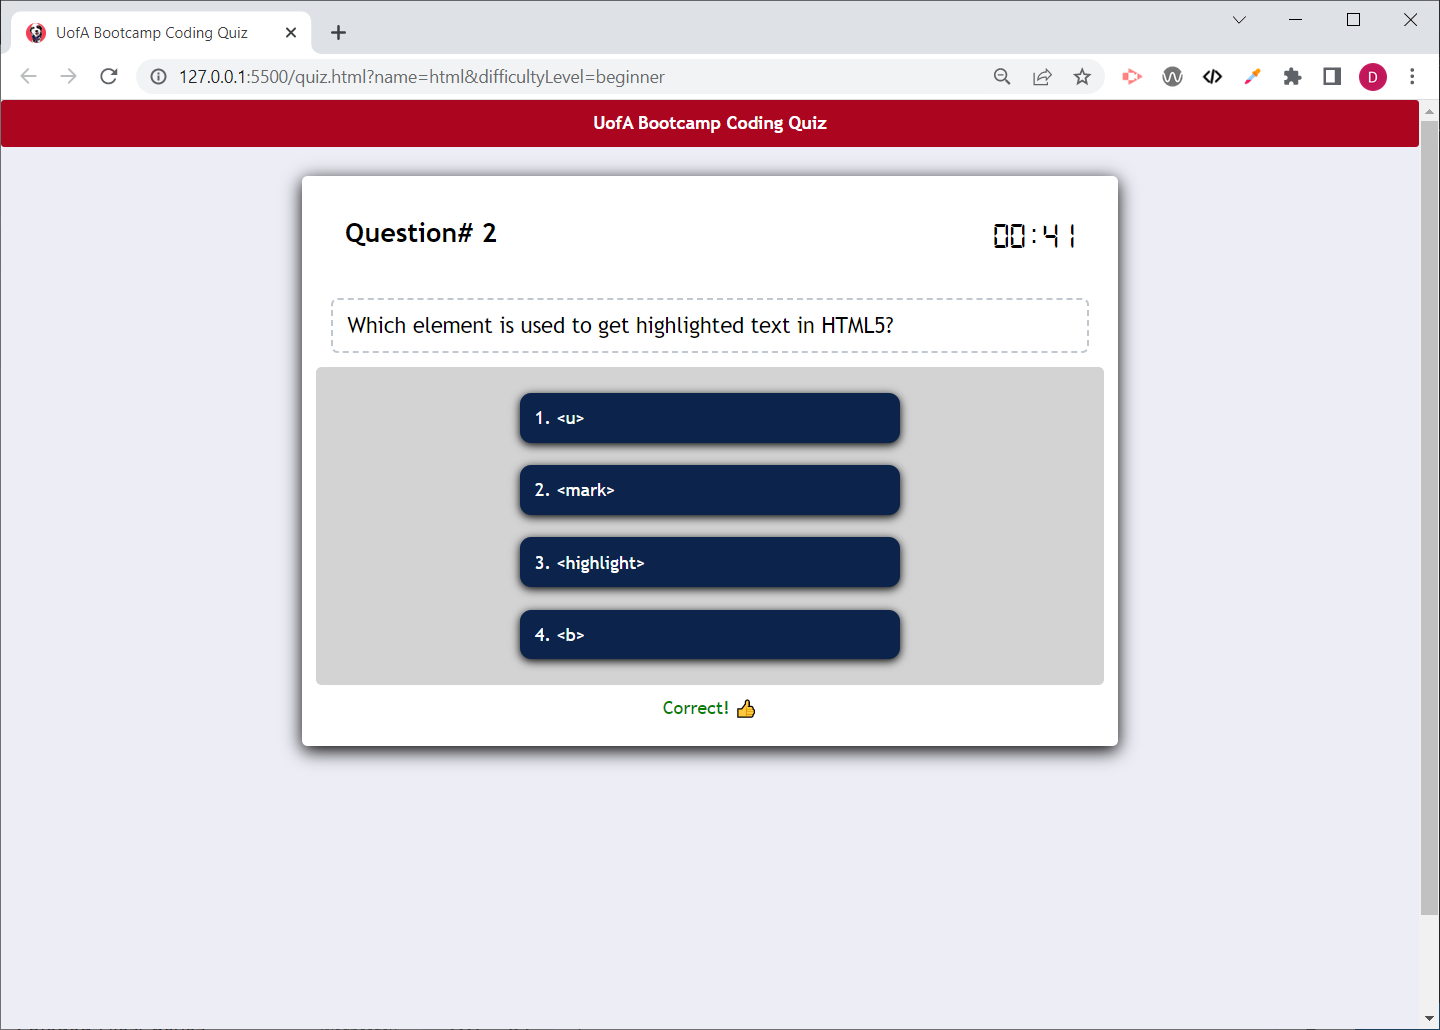 UofA Bootcamp Coding Quiz
127.0.0.1:5500/quiz.html?name=html&difficultyLevel=beginner
D
UofA Bootcamp Coding Quiz
Question# 2
00:41
Which element is used to get highlighted text in HTML5?
1. <u>
2. <mark>
3. <highlight>
4. <b>
Correct! 👍